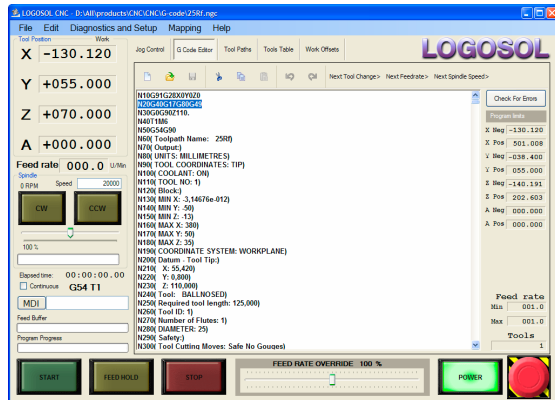 LOGOSOL CNC - D:\All\products\CNC\CNC\G-code\25Rf.ngc
File Edit Diagnostics and Setup Mapping Help
Tool Position Work
X -130.120
Y +055.000
Z +070.000
A +000.000
Feed rate 000.0 U/Min
Spindle
0 RPM Speed 20000
CW CCW
100 %
Elapsed time: 00:00:00.00
Continuous G54 T1
MDI
Feed Buffer
Program Progress
Jog Control G Code Editor Tool Paths Tools Table Work Offsets
LOGOSOL
Next Tool Change> Next Feedrate> Next Spindle Speed>
N10G91G28X0Y0Z0
N20G40G17G80G49
N30G0G90Z110.
N40T1M6
N50G54G90
N60( Toolpath Name: 25Rf)
N70( Output:)
N80( UNITS: MILLIMETRES)
N90( TOOL COORDINATES: TIP)
N100( COOLANT: ON)
N110( TOOL NO: 1)
N120( Block:)
N130( MIN X: -3,14676e-012)
N140( MIN Y: -50)
N150( MIN Z: -13)
N160( MAX X: 380)
N170( MAX Y: 50)
N180( MAX Z: 35)
N190( COORDINATE SYSTEM: WORKPLANE)
N200( Datum - Tool Tip:)
N210( X: 55,420)
N220( Y: 0,800)
N230( Z: 110,000)
N240( Tool: BALLNOSED)
N250( Required tool length: 125,000)
N260( Tool ID: 1)
N270( Number of Flutes: 1)
N280( DIAMETER: 25)
N290( Safety:)
N300( Tool Cutting Moves: Safe No Gouges)
Check For Errors
Program limits
X Neg -130.120
X Pos 501.008
Y Neg -038.400
Y Pos 055.000
Z Neg -140.191
Z Pos 202.603
A Neg 000.000
A Pos 000.000
Feed rate
Min 001.0
Max 001.0
Tools
1
START FEED HOLD STOP
FEED RATE OVERRIDE 100 %
POWER